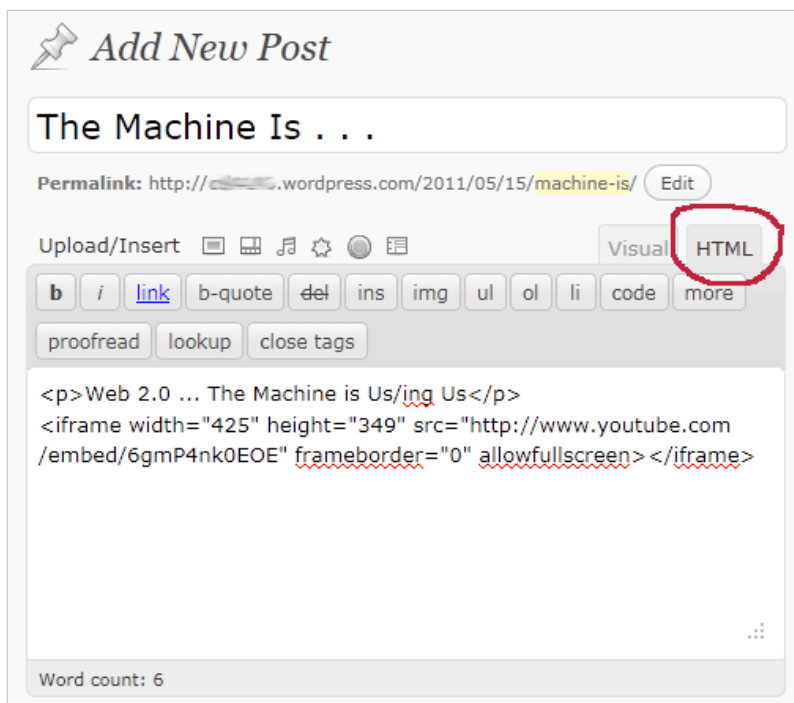 Add New Post
The Machine Is . . .
Permalink: http://.wordpress.com/2011/05/15/machine-is/ Edit
Upload/Insert Visual HTML
b i link b-quote del ins img ul ol li code more
proofread lookup close tags
<p>Web 2.0 ... The Machine is Us/ing Us</p>
<iframe width="425" height="349" src="http://www.youtube.com
/embed/6gmP4nk0EOE" frameborder="0" allowfullscreen></iframe>
Word count: 6